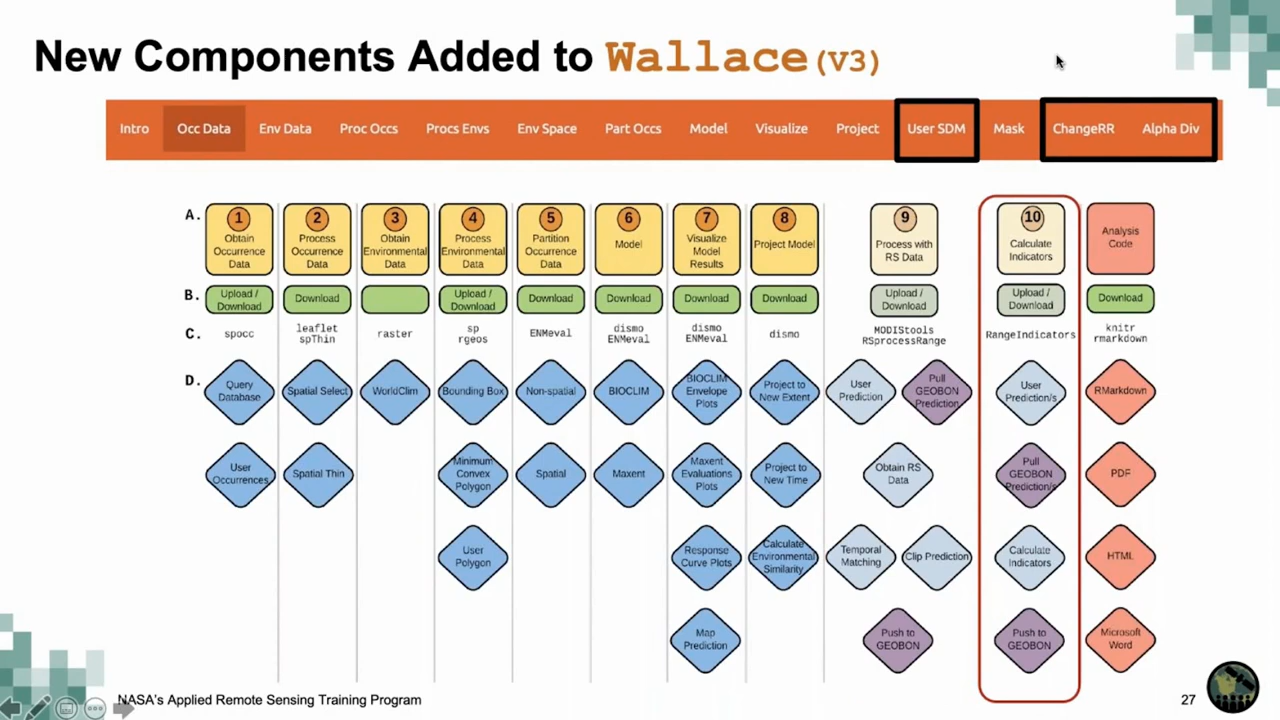 New Components Added to Wallace (v3)
Intro Occ Data Env Data Proc Occs Procs Envs Env Space Part Occs Model Visualize Project User SDM Mask ChangeRR Alpha Div
A.
1
Obtain
Occurrence
Data
2
Process
Occurrence
Data
3
Obtain
Environmental
Data
4
Process
Environmental
Data
5
Partition
Occurrence
Data
6
Model
7
Visualize
Model
Results
8
Project Model
9
Process with
RS Data
10
Calculate
Indicators
Analysis
Code
B.
Upload /
Download
Download
Upload /
Download
Download
Download
Download
Download
Upload /
Download
Upload /
Download
Download
C.
spocc
leaflet
spThin
raster
sp
rgeos
ENMeval
dismo
ENMeval
dismo
ENMeval
dismo
MODIStools
RSprocessRange
RangeIndicators
knitr
rmarkdown
D.
Query
Database
Spatial Select
WorldClim
Bounding Box
Non-spatial
BIOCLIM
BIOCLIM
Envelope
Plots
Project to
New Extent
User
Prediction
Pull
GEOBON
Prediction
User
Prediction/s
RMarkdown
User
Occurrences
Spatial Thin
Minimum
Convex
Polygon
Spatial
Maxent
Maxent
Evaluations
Plots
Project to
New Time
Obtain RS
Data
Pull
GEOBON
Prediction/s
PDF
User
Polygon
Response
Curve Plots
Calculate
Environmental
Similarity
Temporal
Matching
Clip Prediction
Calculate
Indicators
HTML
Map
Prediction
Push to
GEOBON
Push to
GEOBON
Microsoft
Word
NASA's Applied Remote Sensing Training Program
27